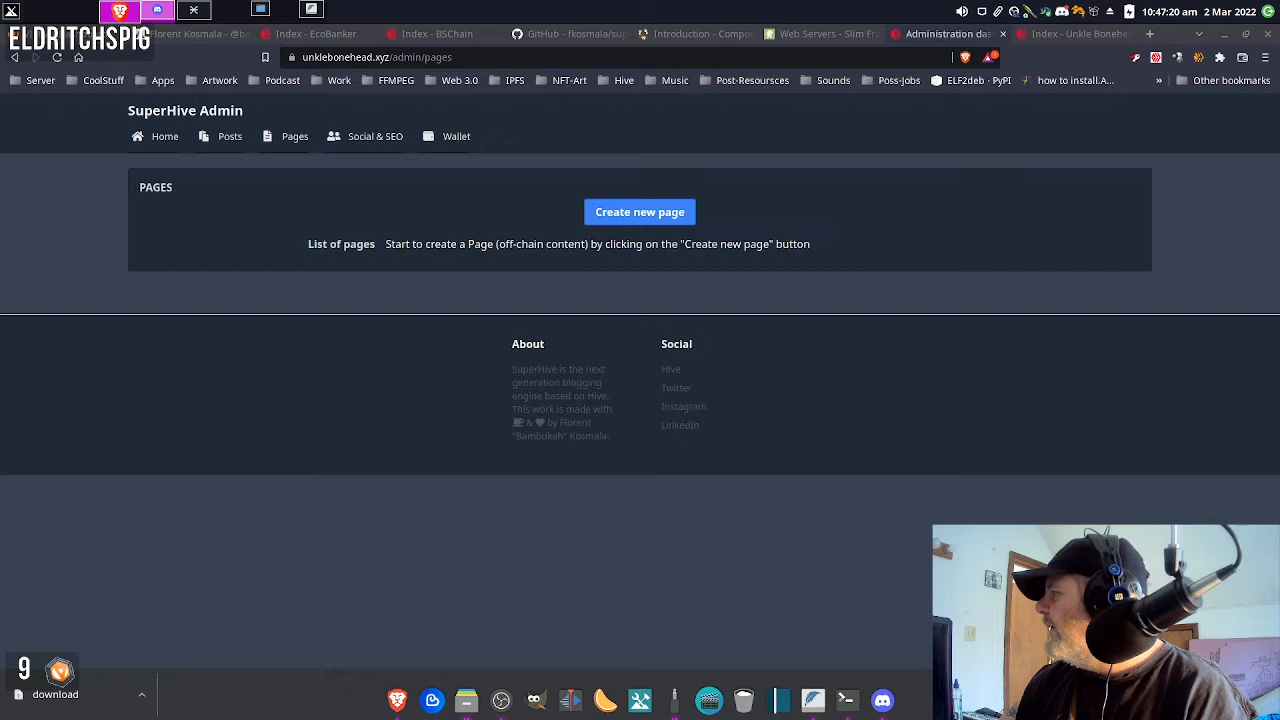 10:47:20 am 2 Mar 2022
ELDRITCHSPIG
Florent Kosmala - @ba
Index - EcoBanker
Index - BSChain
GitHub - fkosmala/sup
Introduction - Compos
Web Servers - Slim Fra
Administration das
Index - Unkle Bonehea
unklebonehead.xyz/admin/pages
Server
CoolStuff
Apps
Artwork
Podcast
Work
FFMPEG
Web 3.0
IPFS
NFT-Art
Hive
Music
Post-Resoursces
Sounds
Poss-Jobs
ELF2deb · PyPI
how to install.A...
»
Other bookmarks
SuperHive Admin
Home
Posts
Pages
Social & SEO
Wallet
PAGES
Create new page
List of pages
Start to create a Page (off-chain content) by clicking on the "Create new page" button
About
SuperHive is the next
generation blogging
engine based on Hive.
This work is made with
& by Florent
"Bambukah" Kosmala.
Social
Hive
Twitter
Instagram
LinkedIn
9
download